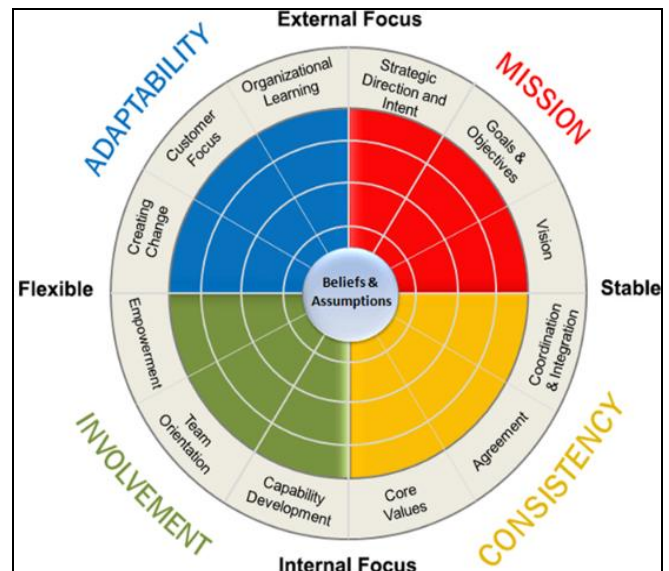 External Focus
ADAPTABILITY
MISSION
Organizational
Learning
Strategic
Direction and
Intent
Customer
Focus
Goals &
Objectives
Creating
Change
Vision
Flexible
Beliefs &
Assumptions
Stable
Empowerment
Coordination
& Integration
Team
Orientation
Agreement
Capability
Development
Core
Values
INVOLVEMENT
CONSISTENCY
Internal Focus